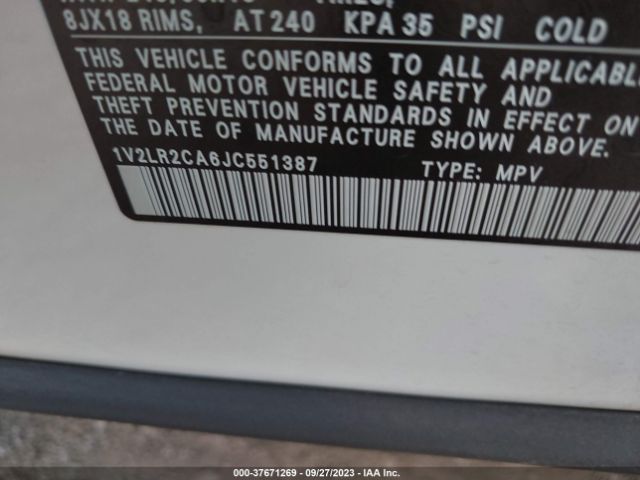 8JX18 RIMS, AT 240 KPA 35 PSI COLD
THIS VEHICLE CONFORMS TO ALL APPLICABLE
FEDERAL MOTOR VEHICLE SAFETY AND
THEFT PREVENTION STANDARDS IN EFFECT ON
THE DATE OF MANUFACTURE SHOWN ABOVE.
1V2LR2CA6JC551387 TYPE: MPV
000-37671269 | 09/27/2023 | IAA Inc.